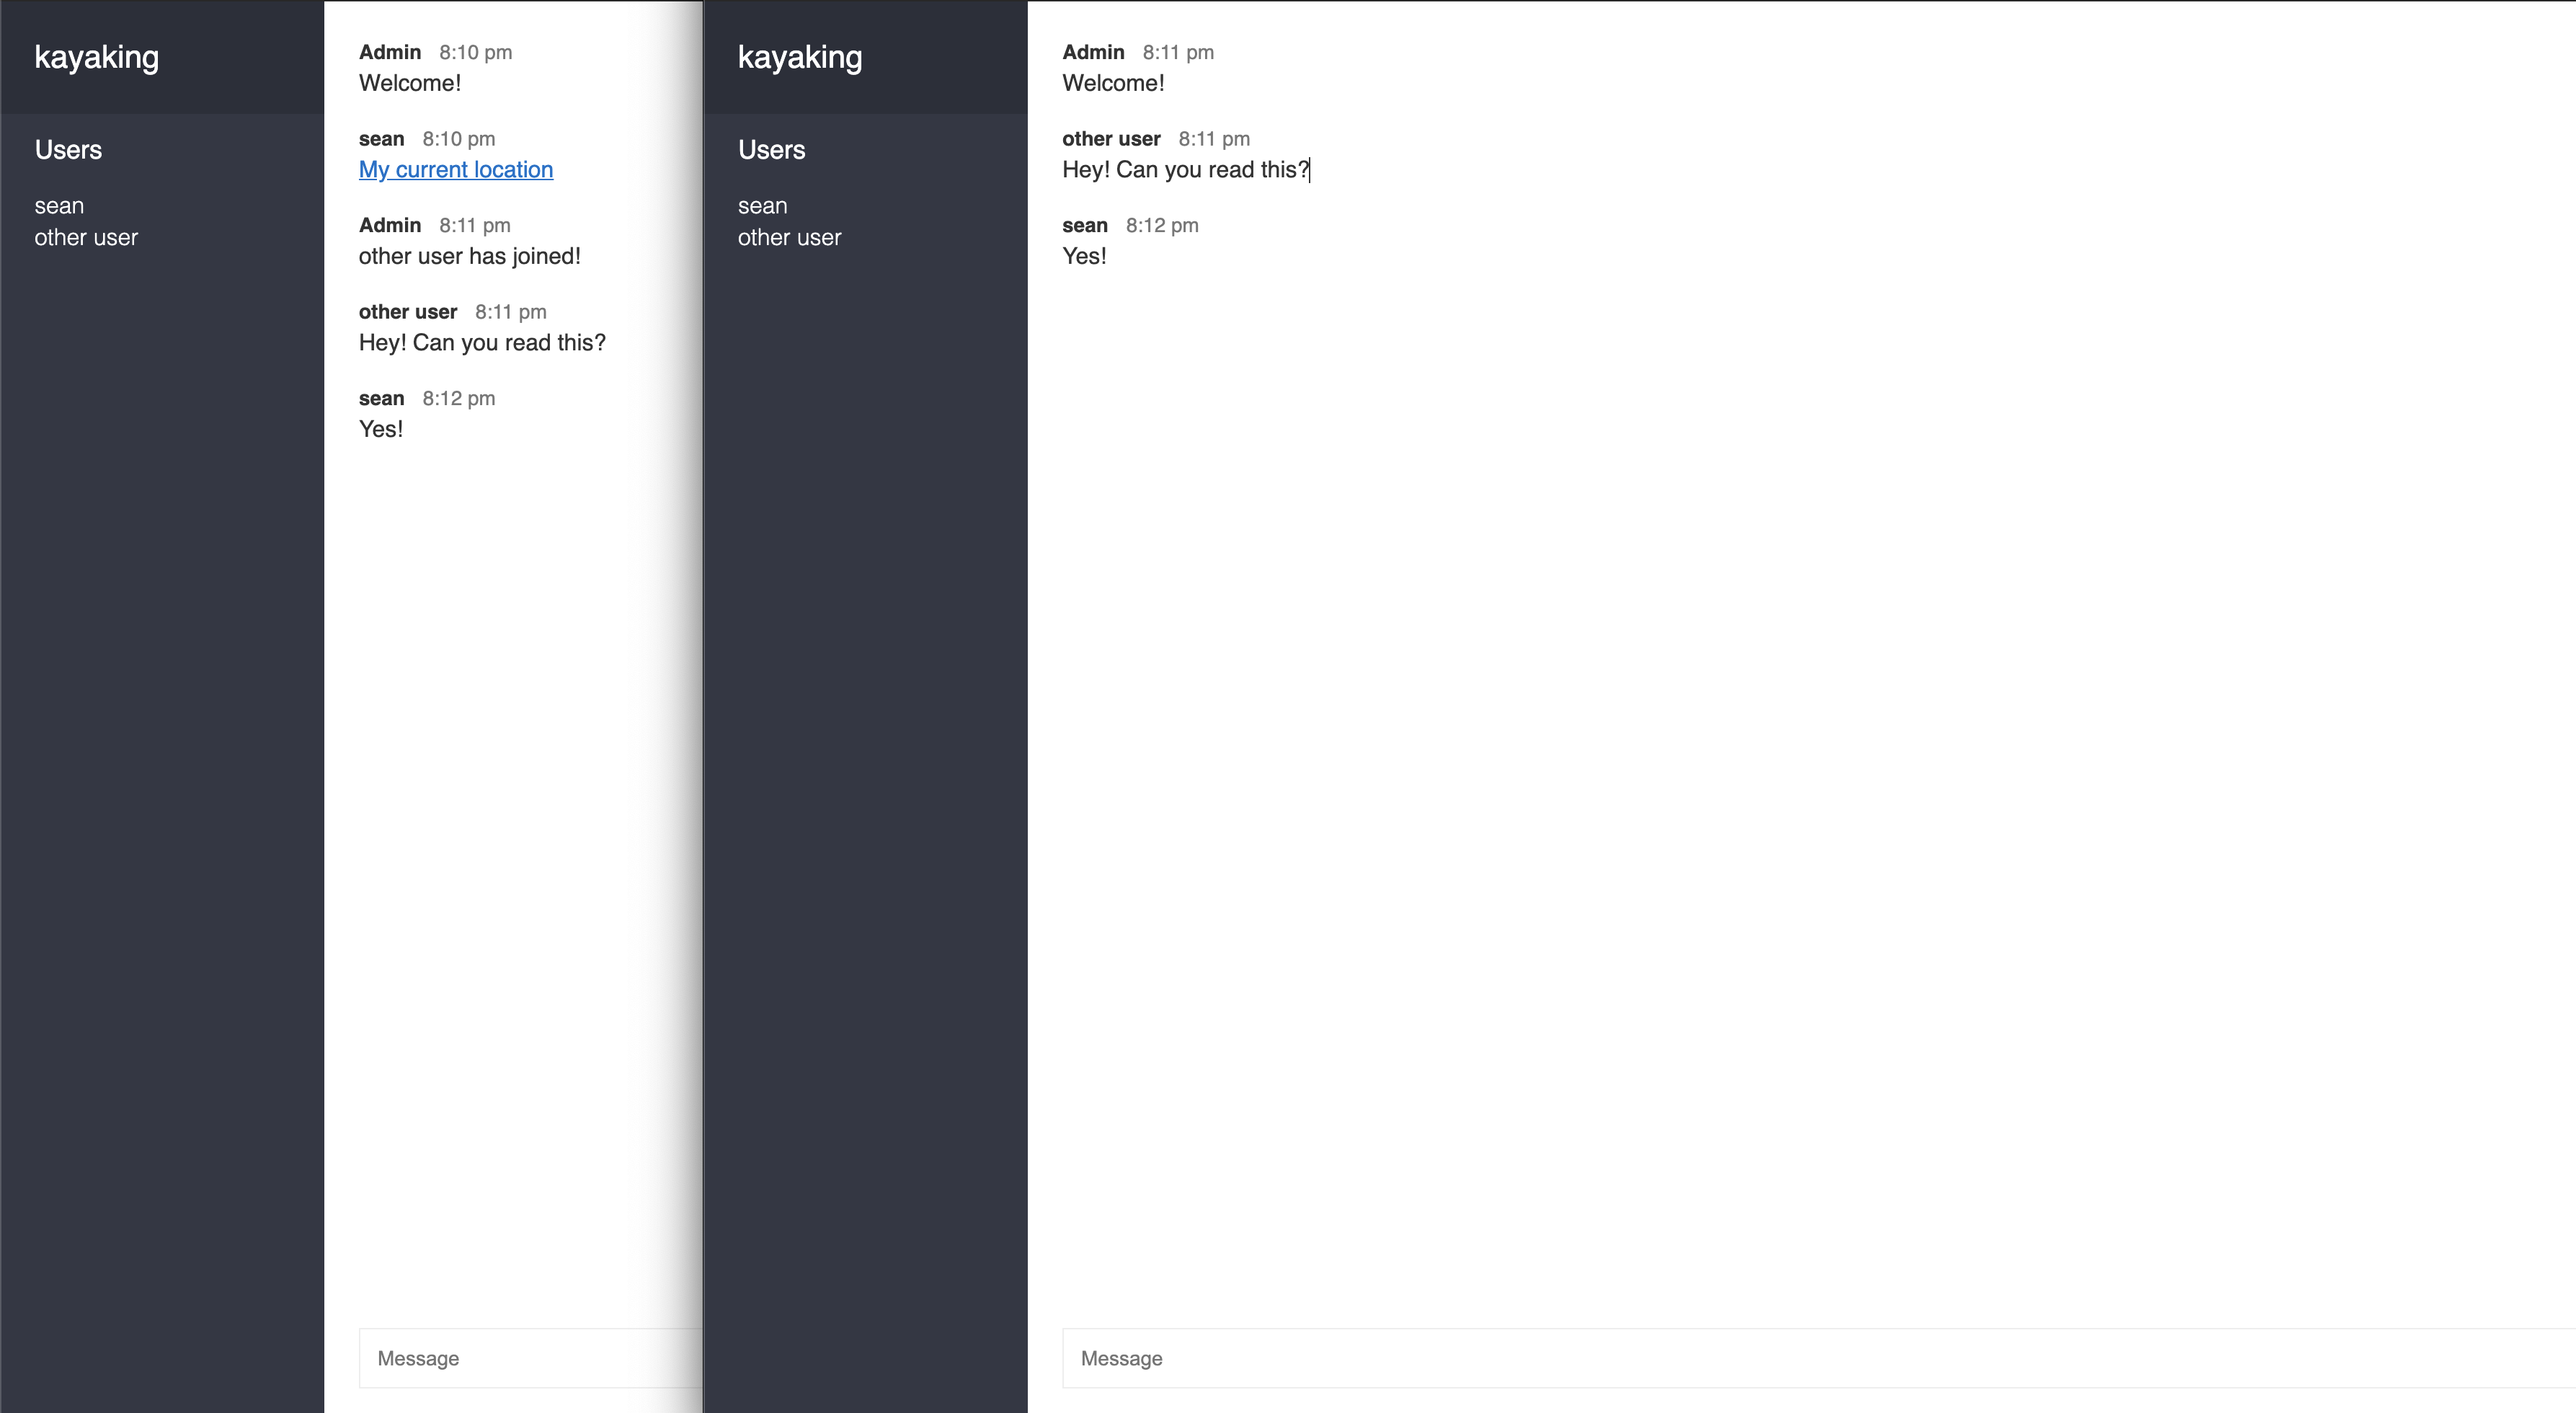 kayaking
Users
sean
other user
Admin 8:10 pm
Welcome!
sean 8:10 pm
My current location
Admin 8:11 pm
other user has joined!
other user 8:11 pm
Hey! Can you read this?
sean 8:12 pm
Yes!
Message
kayaking
Users
sean
other user
Admin 8:11 pm
Welcome!
other user 8:11 pm
Hey! Can you read this?
sean 8:12 pm
Yes!
Message